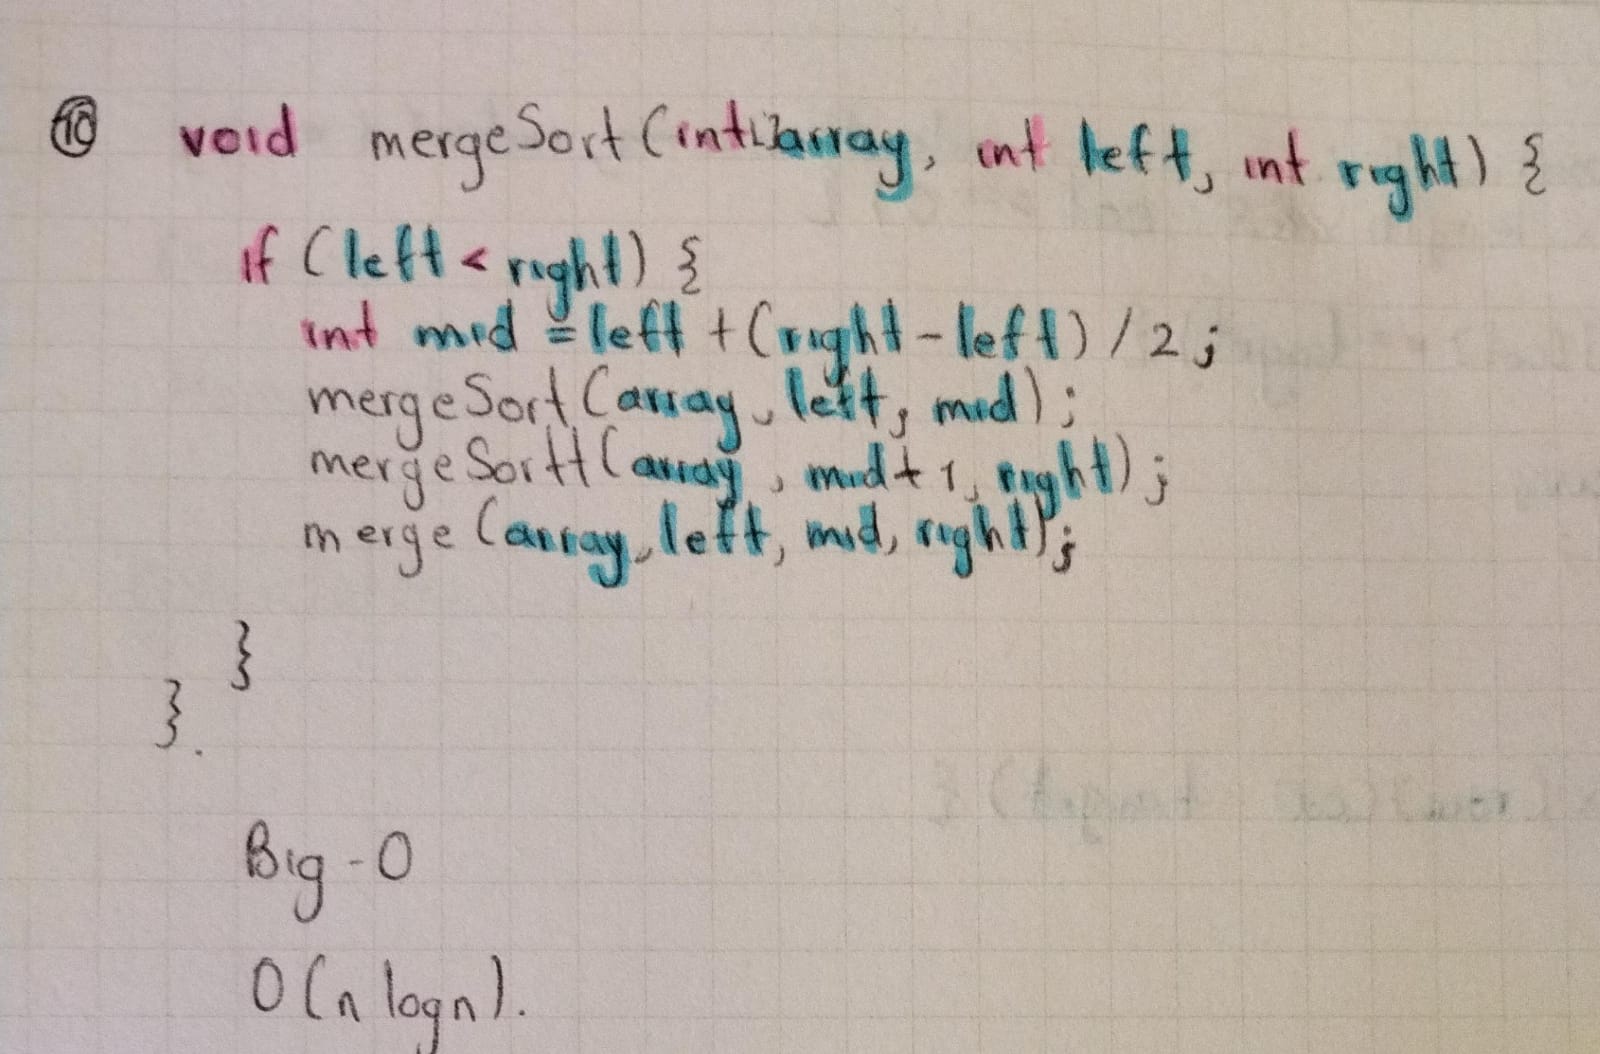 10 void mergeSort(int[] array, int left, int right) {
if (left < right) {
int mid = left + (right - left) / 2;
mergeSort(array, left, mid);
mergeSortt(array, mid + 1, right);
merge(array, left, mid, right);
}
}.
Big-O
O(n logn).